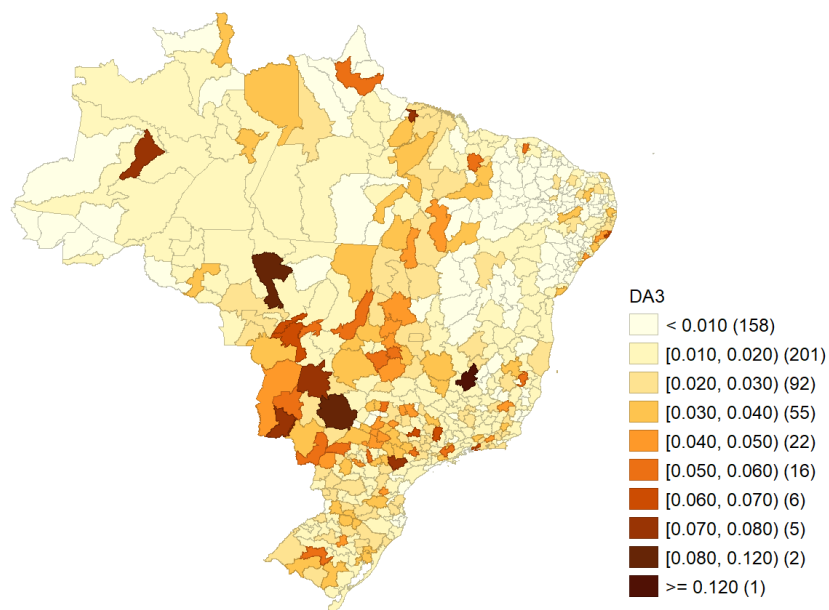 DA3
< 0.010 (158)
[0.010, 0.020) (201)
[0.020, 0.030) (92)
[0.030, 0.040) (55)
[0.040, 0.050) (22)
[0.050, 0.060) (16)
[0.060, 0.070) (6)
[0.070, 0.080) (5)
[0.080, 0.120) (2)
>= 0.120 (1)